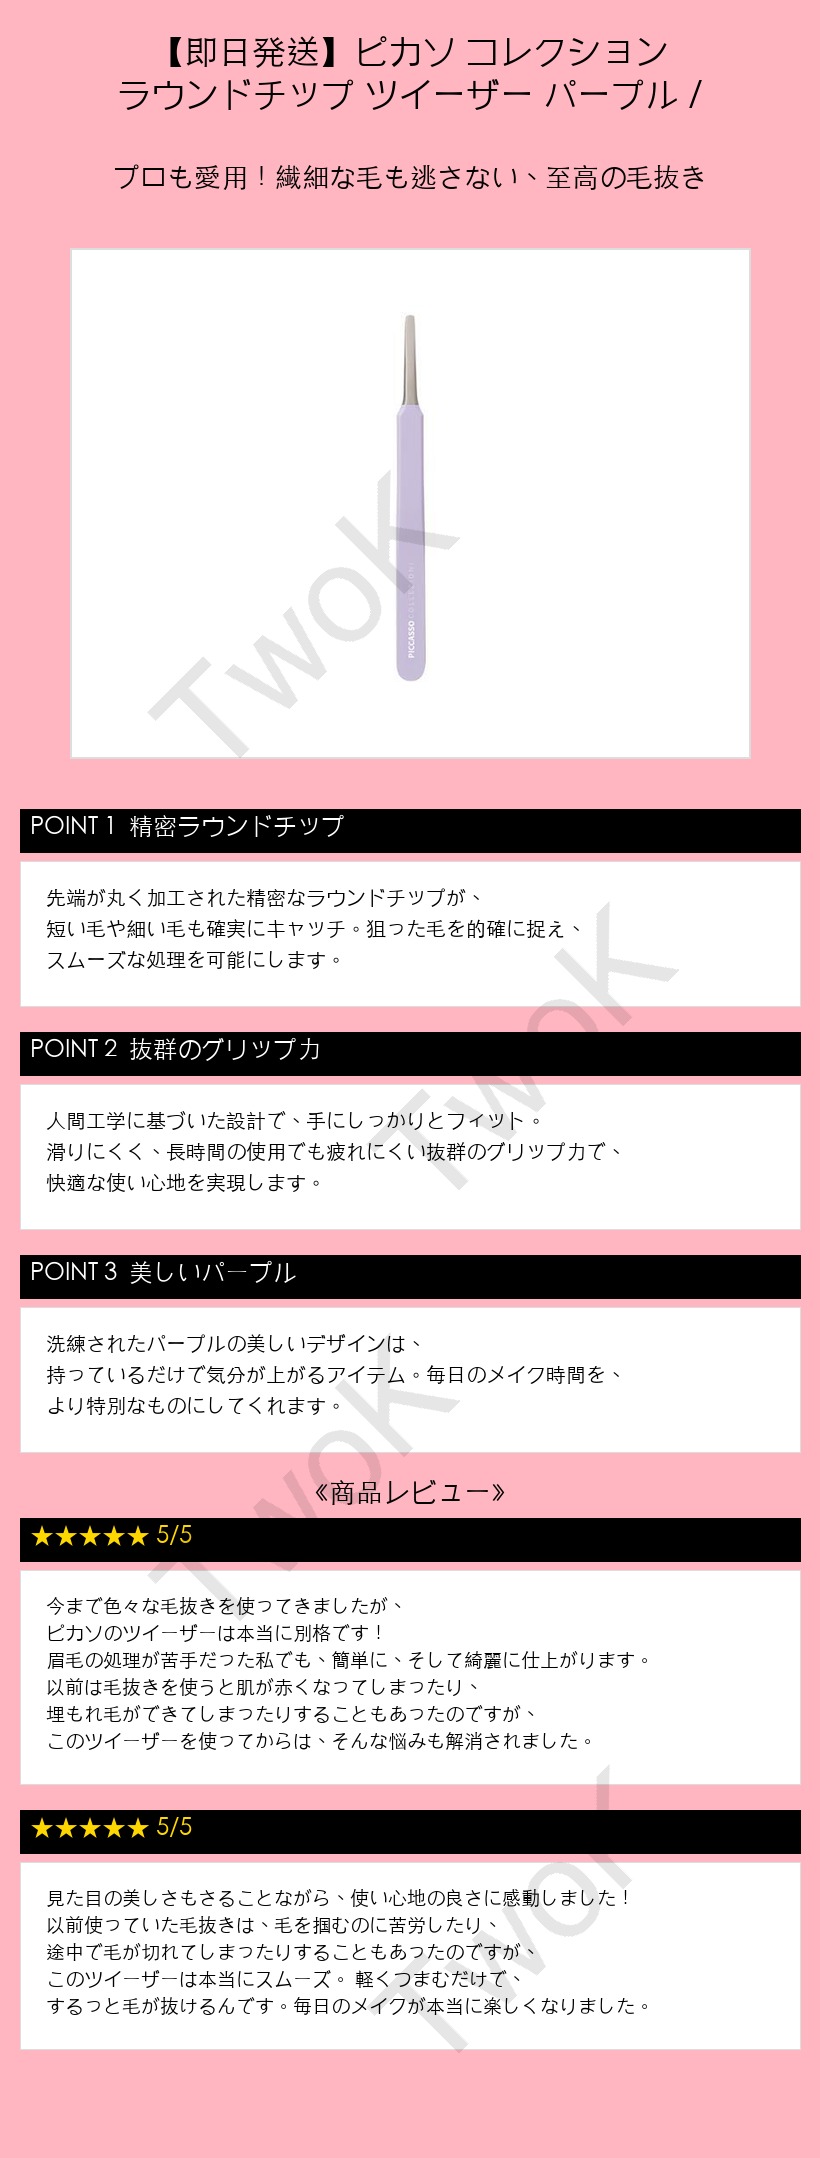 【即日発送】ピカソ コレクション
ラウンドチップ ツイーザー パープル /
プロも愛用！繊細な毛も逃さない、至高の毛抜き
PICCASSO COLLEZIONI
TwoK
POINT 1 精密ラウンドチップ
先端が丸く加工された精密なラウンドチップが、
短い毛や細い毛も確実にキャッチ。狙った毛を的確に捉え、
スムーズな処理を可能にします。
TwoK
POINT 2 抜群のグリップ力
人間工学に基づいた設計で、手にしっかりとフィット。
滑りにくく、長時間の使用でも疲れにくい抜群のグリップ力で、
快適な使い心地を実現します。
POINT 3 美しいパープル
洗練されたパープルの美しいデザインは、
持っているだけで気分が上がるアイテム。毎日のメイク時間を、
より特別なものにしてくれます。
TwoK
《商品レビュー》
★★★★★ 5/5
今まで色々な毛抜きを使ってきましたが、
ピカソのツイーザーは本当に別格です！
眉毛の処理が苦手だった私でも、簡単に、そして綺麗に仕上がります。
以前は毛抜きを使うと肌が赤くなってしまったり、
埋もれ毛ができてしまったりすることもあったのですが、
このツイーザーを使ってからは、そんな悩みも解消されました。
★★★★★ 5/5
見た目の美しさもさることながら、使い心地の良さに感動しました！
以前使っていた毛抜きは、毛を掴むのに苦労したり、
途中で毛が切れてしまったりすることもあったのですが、
このツイーザーは本当にスムーズ。 軽くつまむだけで、
するっと毛が抜けるんです。毎日のメイクが本当に楽しくなりました。
TwoK